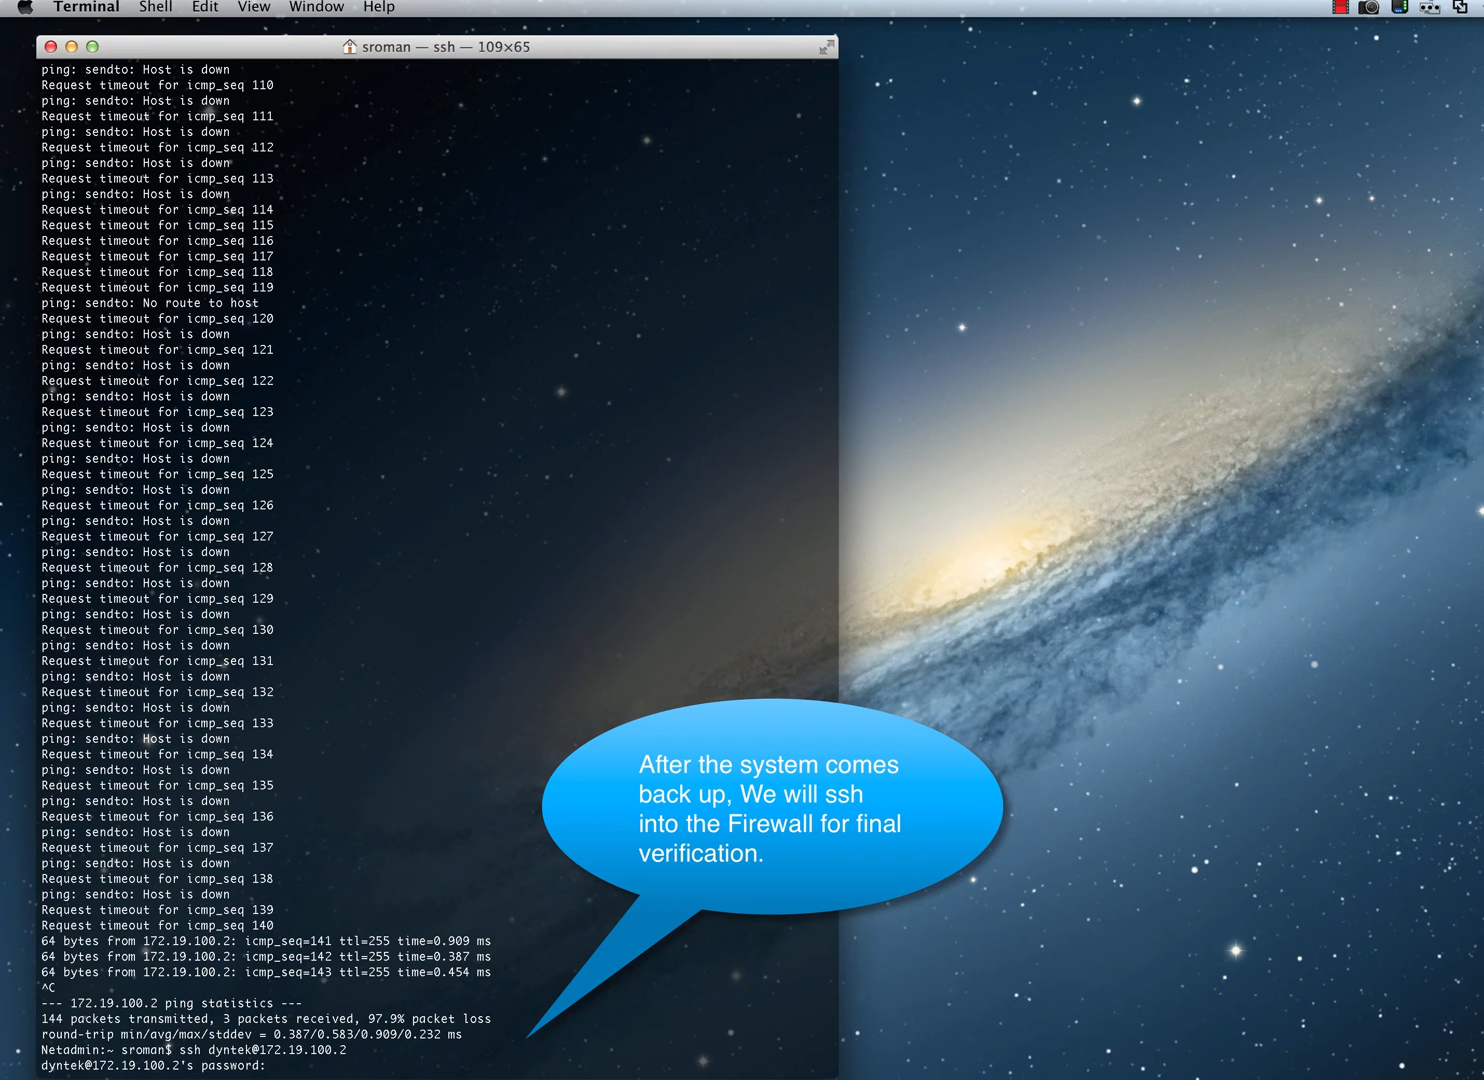 Terminal Shell Edit View Window Help
sroman — ssh — 109×65
ping: sendto: Host is down
Request timeout for icmp_seq 110
ping: sendto: Host is down
Request timeout for icmp_seq 111
ping: sendto: Host is down
Request timeout for icmp_seq 112
ping: sendto: Host is down
Request timeout for icmp_seq 113
ping: sendto: Host is down
Request timeout for icmp_seq 114
Request timeout for icmp_seq 115
Request timeout for icmp_seq 116
Request timeout for icmp_seq 117
Request timeout for icmp_seq 118
Request timeout for icmp_seq 119
ping: sendto: No route to host
Request timeout for icmp_seq 120
ping: sendto: Host is down
Request timeout for icmp_seq 121
ping: sendto: Host is down
Request timeout for icmp_seq 122
ping: sendto: Host is down
Request timeout for icmp_seq 123
ping: sendto: Host is down
Request timeout for icmp_seq 124
ping: sendto: Host is down
Request timeout for icmp_seq 125
ping: sendto: Host is down
Request timeout for icmp_seq 126
ping: sendto: Host is down
Request timeout for icmp_seq 127
ping: sendto: Host is down
Request timeout for icmp_seq 128
ping: sendto: Host is down
Request timeout for icmp_seq 129
ping: sendto: Host is down
Request timeout for icmp_seq 130
ping: sendto: Host is down
Request timeout for icmp_seq 131
ping: sendto: Host is down
Request timeout for icmp_seq 132
ping: sendto: Host is down
Request timeout for icmp_seq 133
ping: sendto: Host is down
Request timeout for icmp_seq 134
ping: sendto: Host is down
Request timeout for icmp_seq 135
ping: sendto: Host is down
Request timeout for icmp_seq 136
ping: sendto: Host is down
Request timeout for icmp_seq 137
ping: sendto: Host is down
Request timeout for icmp_seq 138
ping: sendto: Host is down
Request timeout for icmp_seq 139
Request timeout for icmp_seq 140
64 bytes from 172.19.100.2: icmp_seq=141 ttl=255 time=0.909 ms
64 bytes from 172.19.100.2: icmp_seq=142 ttl=255 time=0.387 ms
64 bytes from 172.19.100.2: icmp_seq=143 ttl=255 time=0.454 ms
^C
--- 172.19.100.2 ping statistics ---
144 packets transmitted, 3 packets received, 97.9% packet loss
round-trip min/avg/max/stddev = 0.387/0.583/0.909/0.232 ms
Netadmin:~ sroman$ ssh dyntek@172.19.100.2
dyntek@172.19.100.2's password:
After the system comes
back up, We will ssh
into the Firewall for final
verification.